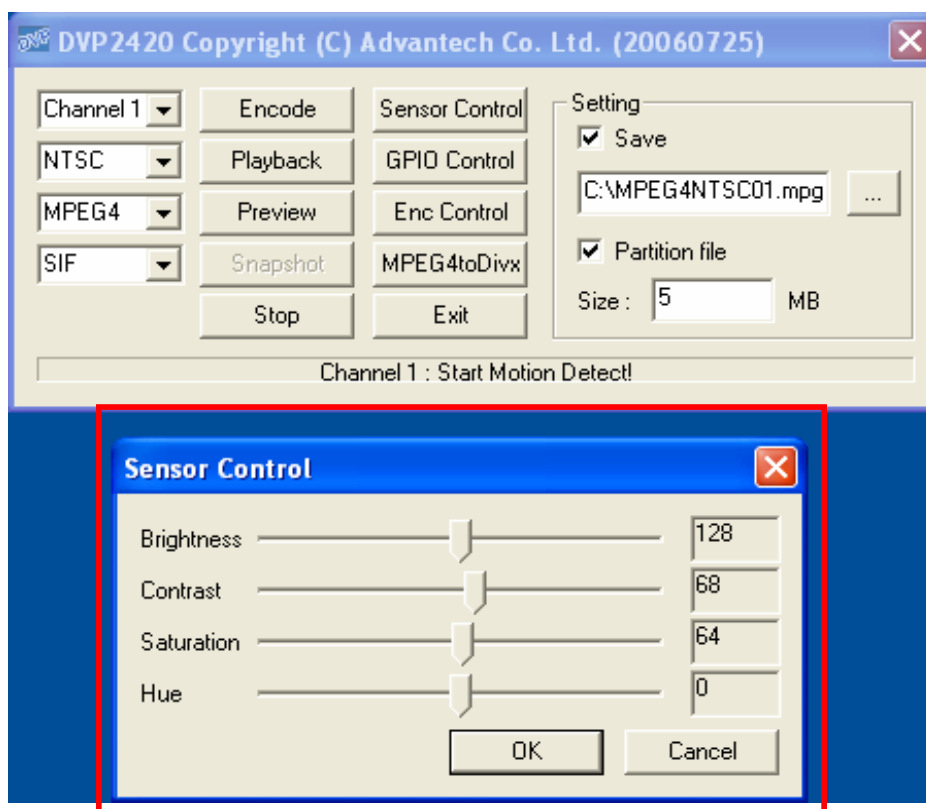 DVP2420 Copyright (C) Advantech Co. Ltd. (20060725)
Channel 1
Encode
Sensor Control
Setting
Save
NTSC
Playback
GPIO Control
C:\MPEG4NTSC01.mpg
...
MPEG4
Preview
Enc Control
SIF
Snapshot
MPEG4toDivx
Partition file
Stop
Exit
Size :
5
MB
Channel 1 : Start Motion Detect!
Sensor Control
Brightness
128
Contrast
68
Saturation
64
Hue
0
OK
Cancel